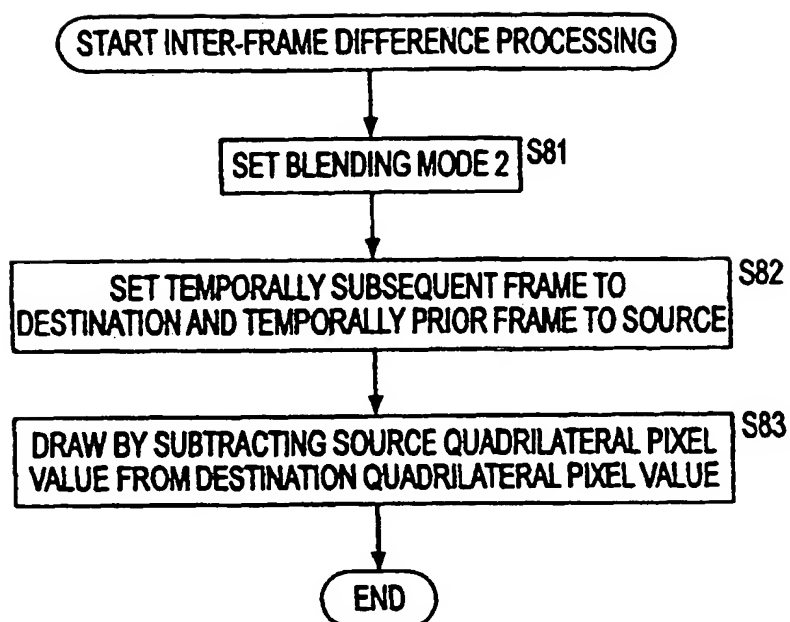 START INTER-FRAME DIFFERENCE PROCESSING
SET BLENDING MODE 2
S81
SET TEMPORALLY SUBSEQUENT FRAME TO
DESTINATION AND TEMPORALLY PRIOR FRAME TO SOURCE
S82
DRAW BY SUBTRACTING SOURCE QUADRILATERAL PIXEL
VALUE FROM DESTINATION QUADRILATERAL PIXEL VALUE
S83
END